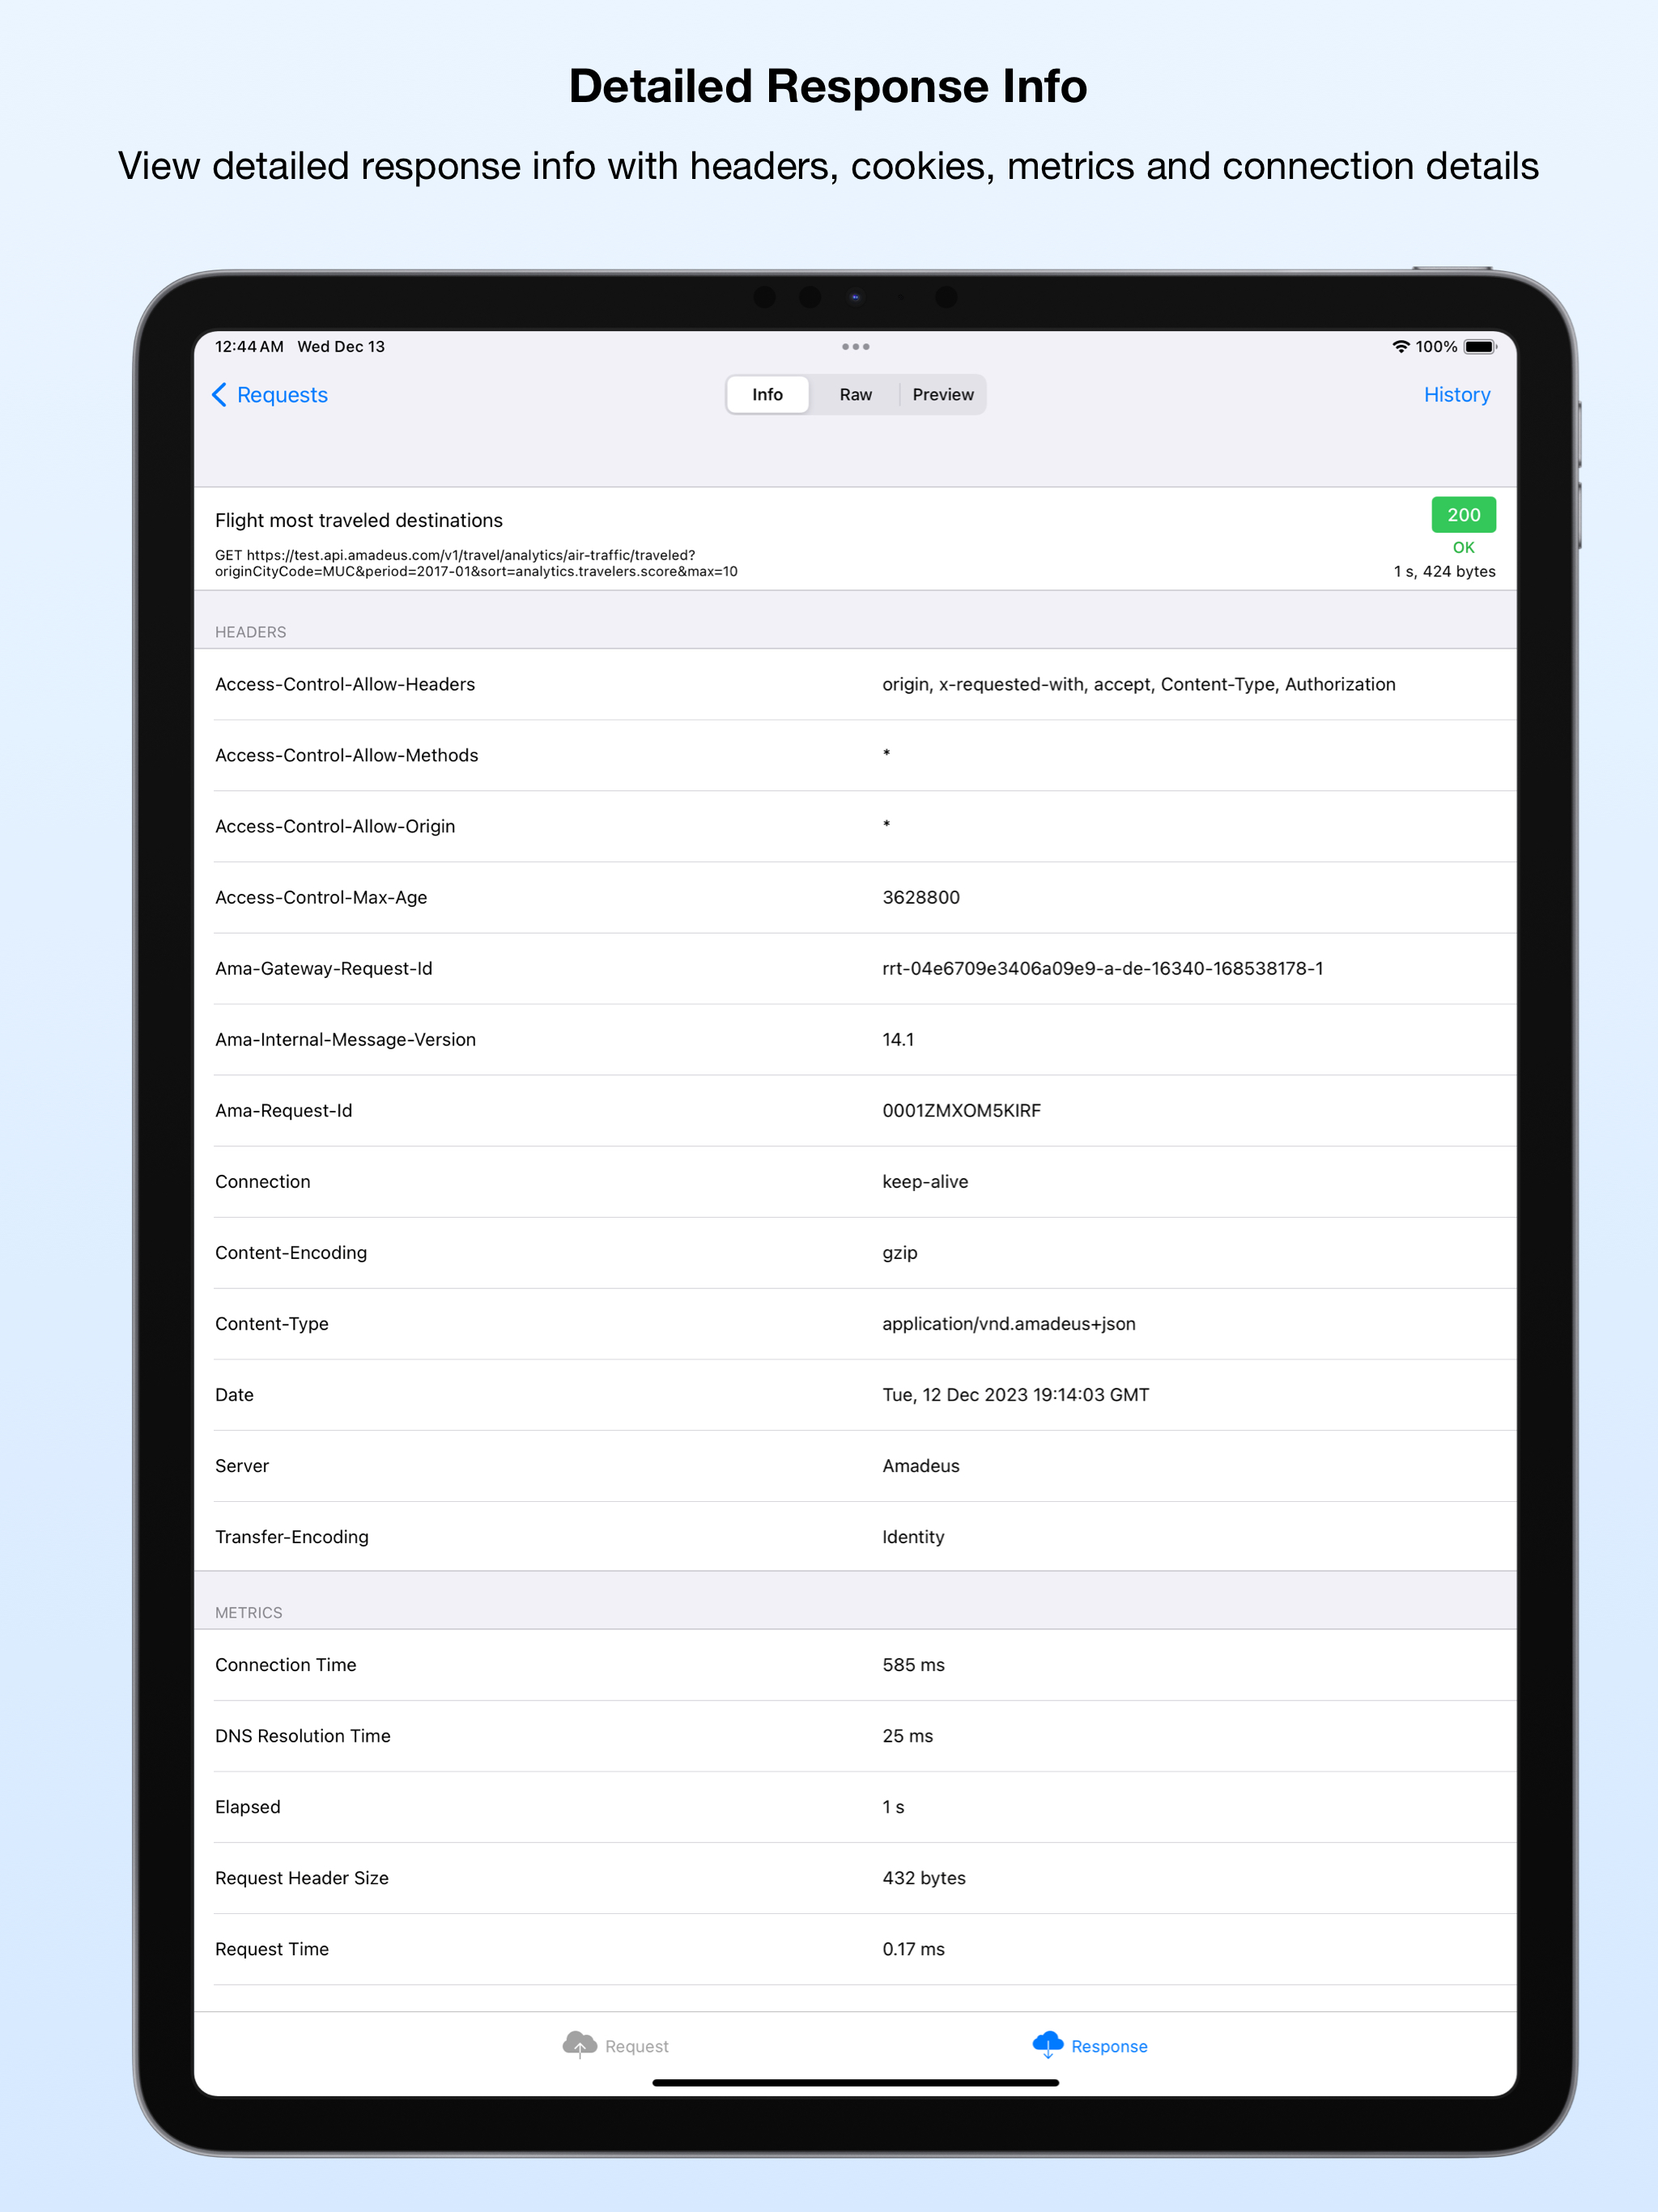 Detailed Response Info
View detailed response info with headers, cookies, metrics and connection details
12:44 AM Wed Dec 13
100%
Requests
Info
Raw
Preview
History
Flight most traveled destinations
200
GET https://test.api.amadeus.com/v1/travel/analytics/air-traffic/traveled?
OK
originCityCode=MUC&period=2017-01&sort=analytics.travelers.score&max=10
1 s, 424 bytes
HEADERS
Access-Control-Allow-Headers origin, x-requested-with, accept, Content-Type, Authorization
Access-Control-Allow-Methods *
Access-Control-Allow-Origin *
Access-Control-Max-Age 3628800
Ama-Gateway-Request-Id rrt-04e6709e3406a09e9-a-de-16340-168538178-1
Ama-Internal-Message-Version 14.1
Ama-Request-Id 0001ZMXOM5KIRF
Connection keep-alive
Content-Encoding gzip
Content-Type application/vnd.amadeus+json
Date Tue, 12 Dec 2023 19:14:03 GMT
Server Amadeus
Transfer-Encoding Identity
METRICS
Connection Time 585 ms
DNS Resolution Time 25 ms
Elapsed 1 s
Request Header Size 432 bytes
Request Time 0.17 ms
Request
Response